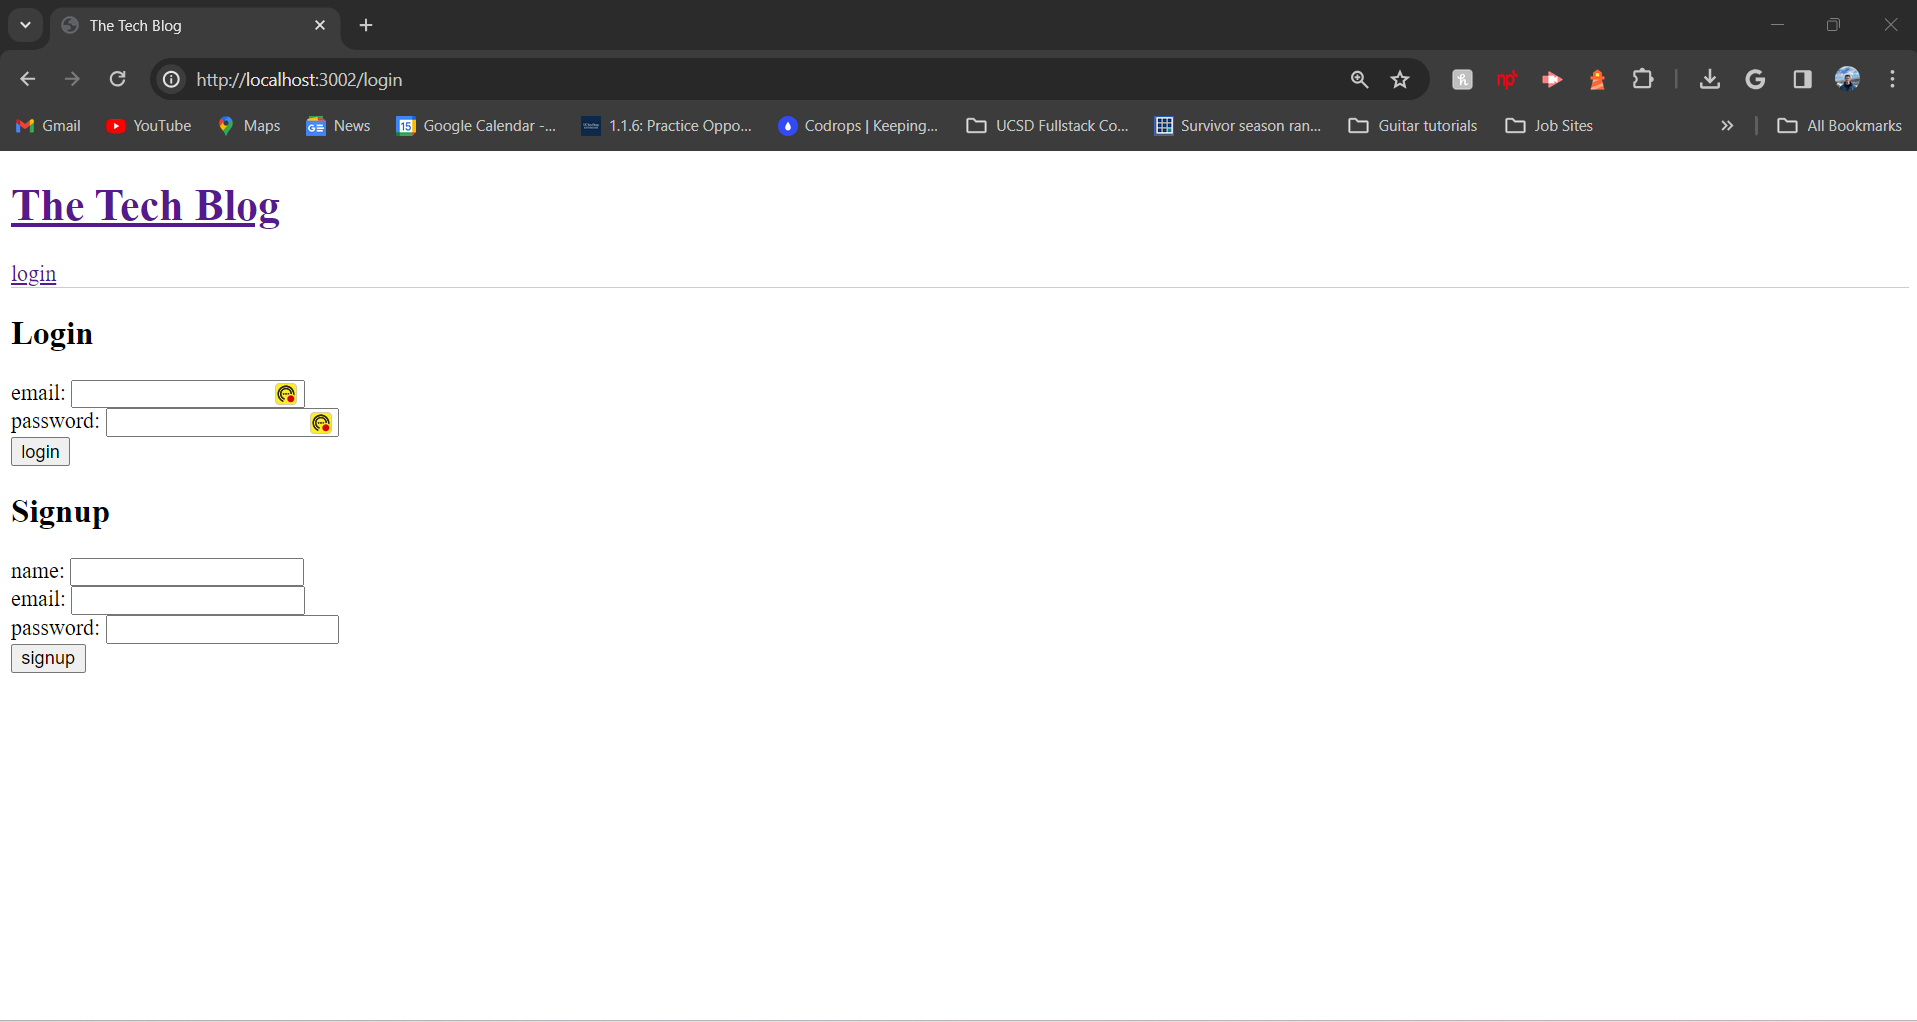 The Tech Blog
http://localhost:3002/login
Gmail YouTube Maps News Google Calendar -... 1.1.6: Practice Oppo... Codrops | Keeping... UCSD Fullstack Co... Survivor season ran... Guitar tutorials Job Sites » All Bookmarks
The Tech Blog
login
Login
email:
password:
login
Signup
name:
email:
password:
signup